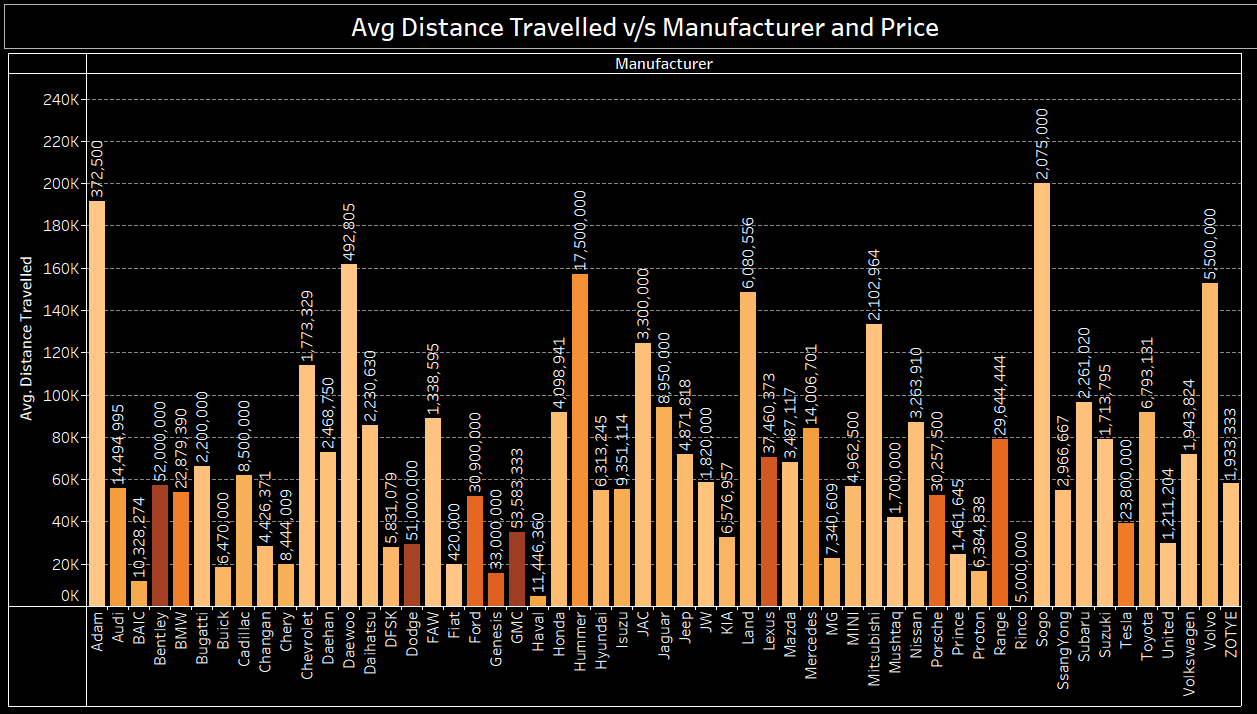 Avg Distance Travelled v/s Manufacturer and Price
Manufacturer
Avg. Distance Travelled
240K
220K
200K
180K
160K
140K
120K
100K
80K
60K
40K
20K
0K
372,500
14,494,995
10,328,274
52,000,000
22,879,390
2,200,000
6,470,000
8,500,000
4,426,371
8,444,009
1,773,329
2,468,750
492,805
2,230,630
5,831,079
51,000,000
1,338,595
420,000
30,900,000
33,000,000
53,583,333
11,446,360
4,098,941
17,500,000
6,313,245
9,351,114
3,300,000
8,950,000
4,871,818
1,820,000
6,576,957
6,080,556
37,460,373
3,487,117
14,006,701
7,340,609
4,962,500
2,102,964
1,700,000
3,263,910
30,257,500
1,461,645
6,384,838
29,644,444
5,000,000
2,075,000
2,966,667
2,261,020
1,713,795
23,800,000
6,793,131
1,211,204
1,943,824
5,500,000
1,933,333
Adam
Audi
BAIC
Bentley
BMW
Bugatti
Buick
Cadillac
Changan
Chery
Chevrolet
Daehan
Daewoo
Daihatsu
DFSK
Dodge
FAW
Fiat
Ford
Genesis
GMC
Haval
Honda
Hummer
Hyundai
Isuzu
JAC
Jaguar
Jeep
JW
KIA
Land
Lexus
Mazda
Mercedes
MG
MINI
Mitsubishi
Mushtaq
Nissan
Porsche
Prince
Proton
Range
Rinco
Sogo
SsangYong
Subaru
Suzuki
Tesla
Toyota
United
Volkswagen
Volvo
ZOTYE